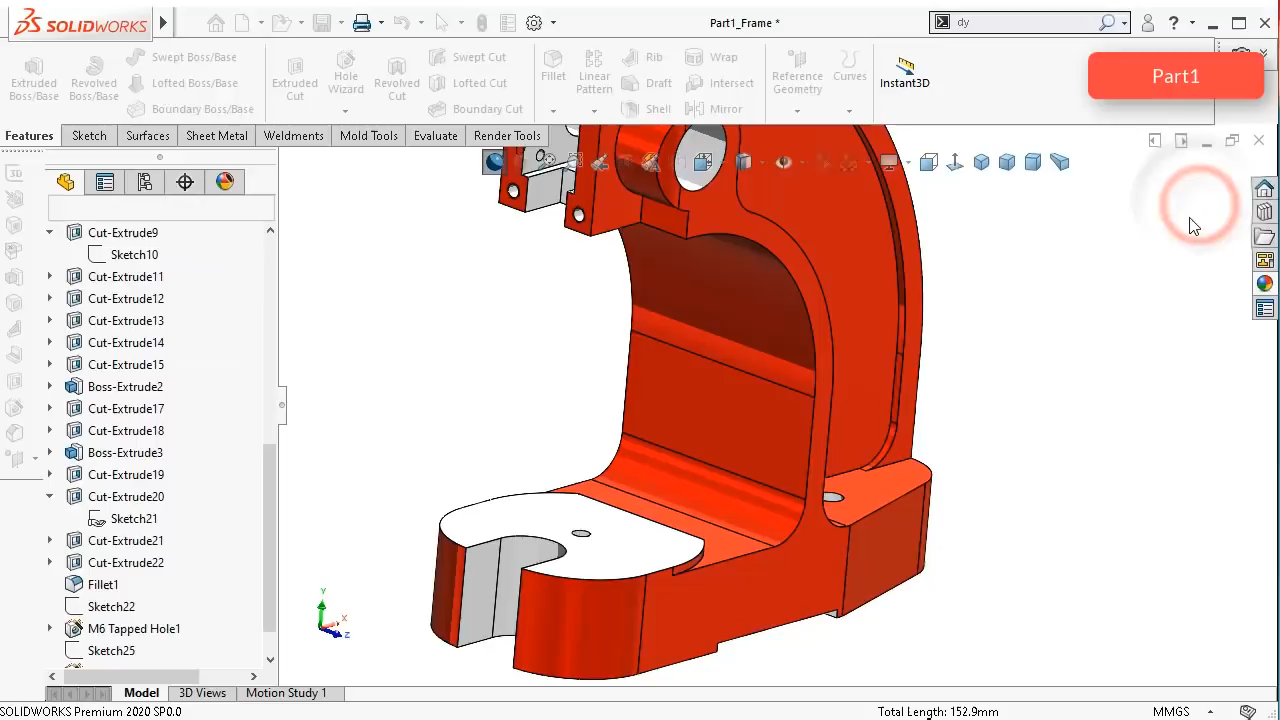 SOLIDWORKS
Part1_Frame *
dy
?
Swept Boss/Base
Lofted Boss/Base
Boundary Boss/Base
Extruded
Boss/Base
Revolved
Boss/Base
Extruded
Cut
Hole
Wizard
Revolved
Cut
Swept Cut
Lofted Cut
Boundary Cut
Fillet
Linear
Pattern
Rib
Draft
Shell
Wrap
Intersect
Mirror
Reference
Geometry
Curves
Instant3D
Part1
Features
Sketch
Surfaces
Sheet Metal
Weldments
Mold Tools
Evaluate
Render Tools
Cut-Extrude9
Sketch10
Cut-Extrude11
Cut-Extrude12
Cut-Extrude13
Cut-Extrude14
Cut-Extrude15
Boss-Extrude2
Cut-Extrude17
Cut-Extrude18
Boss-Extrude3
Cut-Extrude19
Cut-Extrude20
Sketch21
Cut-Extrude21
Cut-Extrude22
Fillet1
Sketch22
M6 Tapped Hole1
Sketch25
Y
X
Z
Model
3D Views
Motion Study 1
SOLIDWORKS Premium 2020 SP0.0
Total Length: 152.9mm
MMGS